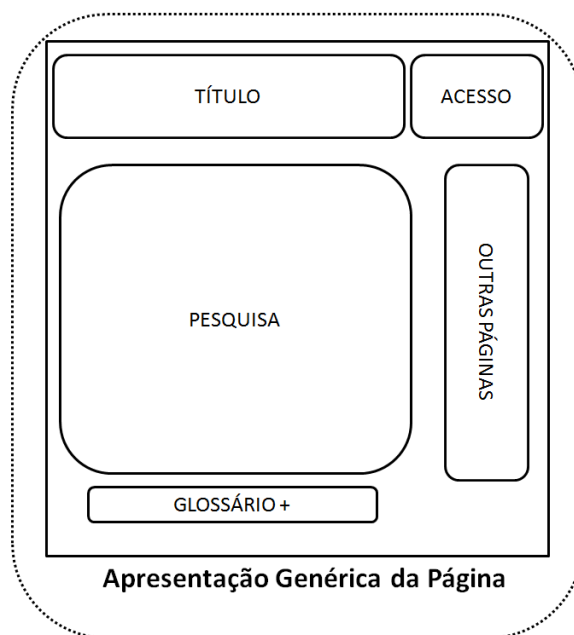 TÍTULO
ACESSO
PESQUISA
OUTRAS PÁGINAS
GLOSSÁRIO +
Apresentação Genérica da Página